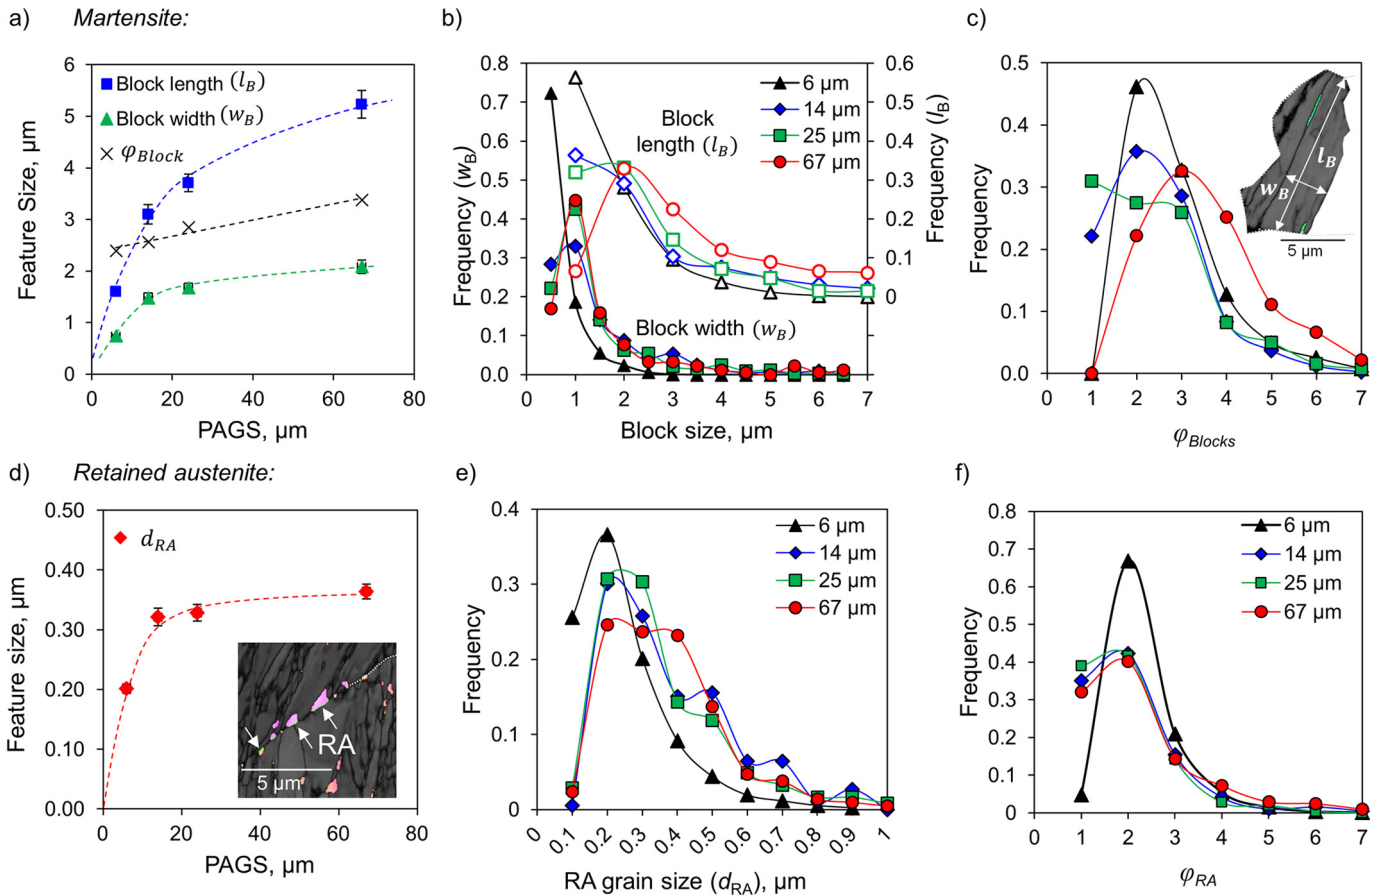 a) Martensite:
Feature Size, µm
6
5
4
3
2
1
0
Block length (l_B)
Block width (w_B)
φ_Block
0 20 40 60 80
PAGS, µm
b)
Frequency (w_B)
0.8
0.7
0.6
0.5
0.4
0.3
0.2
0.1
0.0
Block
length (l_B)
Block width (w_B)
6 µm
14 µm
25 µm
67 µm
0.6
0.5
0.4
0.3
0.2
0.1
0
Frequency (l_B)
0 1 2 3 4 5 6 7
Block size, µm
c)
Frequency
0.5
0.4
0.3
0.2
0.1
0.0
l_B
w_B
5 µm
0 1 2 3 4 5 6 7
φ_Blocks
d) Retained austenite:
Feature size, µm
0.50
0.40
0.30
0.20
0.10
0.00
d_RA
RA
5 µm
0 20 40 60 80
PAGS, µm
e)
Frequency
0.4
0.3
0.2
0.1
0
6 µm
14 µm
25 µm
67 µm
0 0.1 0.2 0.3 0.4 0.5 0.6 0.7 0.8 0.9 1
RA grain size (d_RA), µm
f)
Frequency
0.8
0.7
0.6
0.5
0.4
0.3
0.2
0.1
0
6 µm
14 µm
25 µm
67 µm
0 1 2 3 4 5 6 7
φ_RA